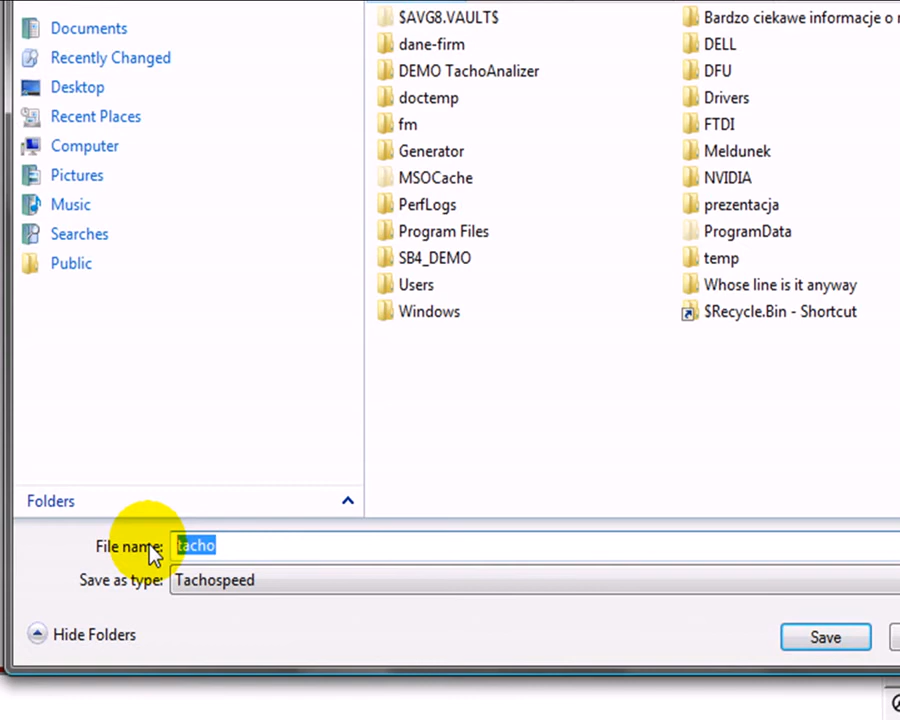 Documents
Recently Changed
Desktop
Recent Places
Computer
Pictures
Music
Searches
Public
Folders
$AVG8.VAULT$
dane-firm
DEMO TachoAnalizer
doctemp
fm
Generator
MSOCache
PerfLogs
Program Files
SB4_DEMO
Users
Windows
Bardzo ciekawe informacje o
DELL
DFU
Drivers
FTDI
Meldunek
NVIDIA
prezentacja
ProgramData
temp
Whose line is it anyway
$Recycle.Bin - Shortcut
File name: tacho
Save as type: Tachospeed
Hide Folders
Save